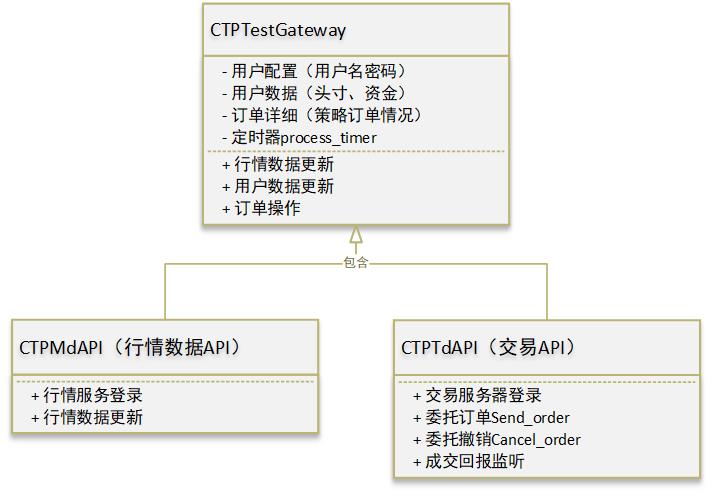 CTPTestGateway
- 用户配置（用户名密码）
- 用户数据（头寸、资金）
- 订单详细（策略订单情况）
- 定时器process_timer
+ 行情数据更新
+ 用户数据更新
+ 订单操作
包含
CTPMdAPI（行情数据API）
+ 行情服务登录
+ 行情数据更新
CTPTdAPI（交易API）
+ 交易服务器登录
+ 委托订单Send_order
+ 委托撤销Cancel_order
+ 成交回报监听